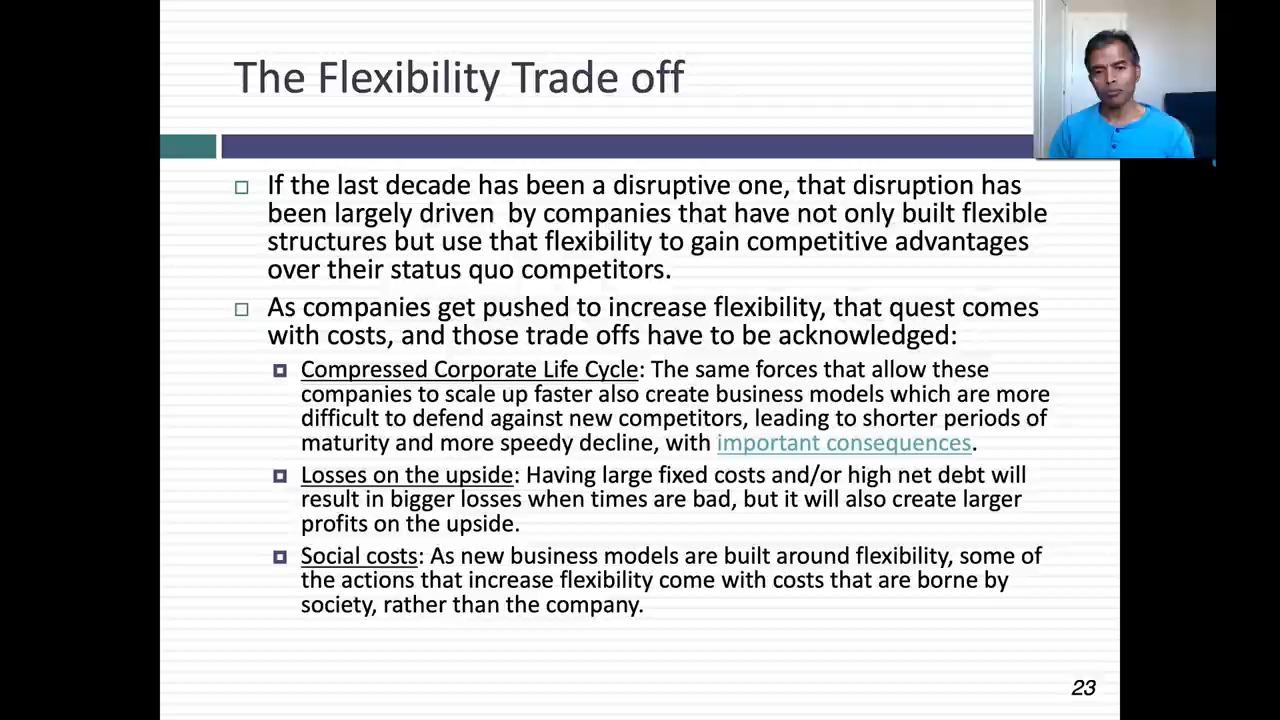 The Flexibility Trade off
If the last decade has been a disruptive one, that disruption has
been largely driven by companies that have not only built flexible
structures but use that flexibility to gain competitive advantages
over their status quo competitors.
As companies get pushed to increase flexibility, that quest comes
with costs, and those trade offs have to be acknowledged:
Compressed Corporate Life Cycle: The same forces that allow these
companies to scale up faster also create business models which are more
difficult to defend against new competitors, leading to shorter periods of
maturity and more speedy decline, with important consequences.
Losses on the upside: Having large fixed costs and/or high net debt will
result in bigger losses when times are bad, but it will also create larger
profits on the upside.
Social costs: As new business models are built around flexibility, some of
the actions that increase flexibility come with costs that are borne by
society, rather than the company.
23